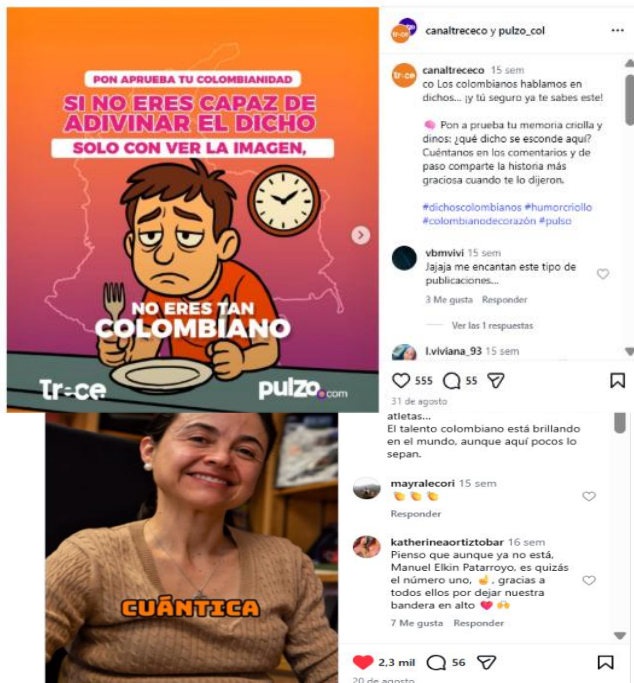 PON APRUEBA TU COLOMBIANIDAD
SI NO ERES CAPAZ DE
ADIVINAR EL DICHO
SOLO CON VER LA IMAGEN,
NO ERES TAN
COLOMBIANO
tr=ce
pulzo.com
canaltrececo y pulzo_col
canaltrececo 15 sem
co Los colombianos hablamos en
dichos... ¡y tú seguro ya te sabes este!
🧠 Pon a prueba tu memoria criolla y
dinos: ¿qué dicho se esconde aquí?
Cuéntanos en los comentarios y de
paso comparte la historia más
graciosa cuando te lo dijeron.
#dichoscolombianos #humorcriollo
#colombianodecorazón #pulso
vbmvivi 15 sem
Jajaja me encantan este tipo de
publicaciones...
3 Me gusta Responder
Ver las 1 respuestas
l.viviana_93 15 sem
555 55
31 de agosto
CUÁNTICA
atletas...
El talento colombiano está brillando
en el mundo, aunque aquí pocos lo
sepan.
mayralecori 15 sem
👏👏👏
Responder
katherineaortiztobar 16 sem
Pienso que aunque ya no está,
Manuel Elkin Patarroyo, es quizás
el número uno, ☝️, gracias a
todos ellos por dejar nuestra
bandera en alto ❤️ 🙌
7 Me gusta Responder
2,3 mil 56
20 de agosto